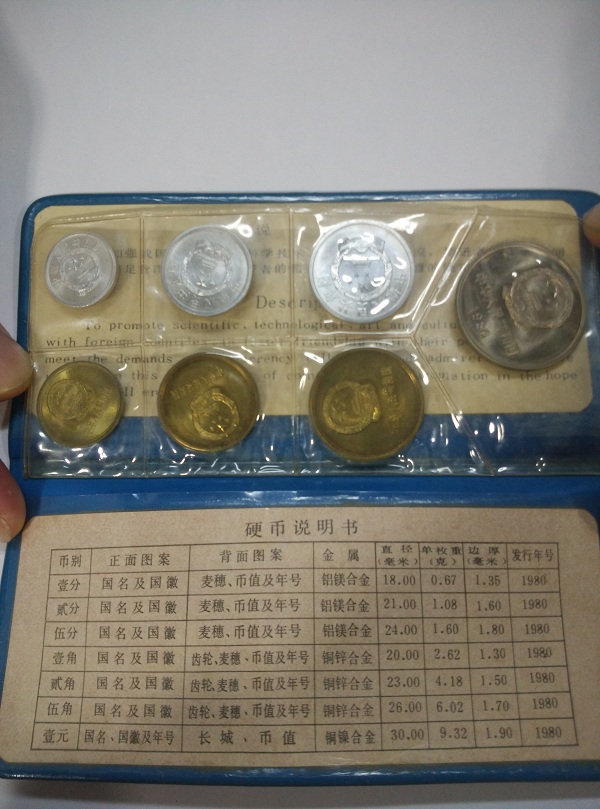 说
Descrip
To promote scientific, technological, art and cultu
with foreign countries
meet the demands
this
in the hope
1980
硬币说明书
币别 正面图案 背面图案 金属 直径(毫米) 单枚重(克) 边厚(毫米) 发行年号
壹分 国名及国徽 麦穗、币值及年号 铝镁合金 18.00 0.67 1.35 1980
贰分 国名及国徽 麦穗、币值及年号 铝镁合金 21.00 1.08 1.60 1980
伍分 国名及国徽 麦穗、币值及年号 铝镁合金 24.00 1.60 1.80 1980
壹角 国名及国徽 齿轮、麦穗、币值及年号 铜锌合金 20.00 2.62 1.30 1980
贰角 国名及国徽 齿轮、麦穗、币值及年号 铜锌合金 23.00 4.18 1.50 1980
伍角 国名及国徽 齿轮、麦穗、币值及年号 铜锌合金 26.00 6.02 1.70 1980
壹元 国名、国徽及年号 长城、币值 铜镍合金 30.00 9.32 1.90 1980